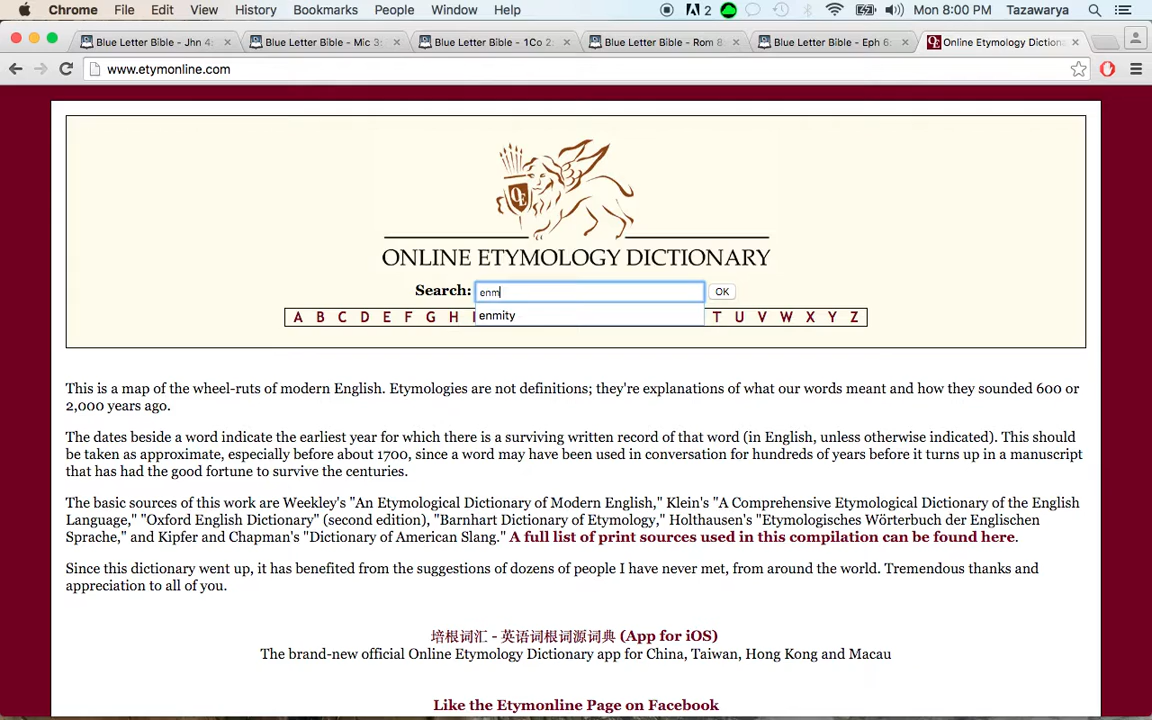 Chrome File Edit View History Bookmarks People Window Help 2 Mon 8:00 PM Tazawarya
Blue Letter Bible - Jhn 4: Blue Letter Bible - Mic 3: Blue Letter Bible - 1Co 2: Blue Letter Bible - Rom 8: Blue Letter Bible - Eph 6: Online Etymology Dictionar
www.etymonline.com
OE
ONLINE ETYMOLOGY DICTIONARY
Search: enm OK
enmity
A B C D E F G H T U V W X Y Z
This is a map of the wheel-ruts of modern English. Etymologies are not definitions; they're explanations of what our words meant and how they sounded 600 or
2,000 years ago.
The dates beside a word indicate the earliest year for which there is a surviving written record of that word (in English, unless otherwise indicated). This should
be taken as approximate, especially before about 1700, since a word may have been used in conversation for hundreds of years before it turns up in a manuscript
that has had the good fortune to survive the centuries.
The basic sources of this work are Weekley's "An Etymological Dictionary of Modern English," Klein's "A Comprehensive Etymological Dictionary of the English
Language," "Oxford English Dictionary" (second edition), "Barnhart Dictionary of Etymology," Holthausen's "Etymologisches Wörterbuch der Englischen
Sprache," and Kipfer and Chapman's "Dictionary of American Slang." A full list of print sources used in this compilation can be found here.
Since this dictionary went up, it has benefited from the suggestions of dozens of people I have never met, from around the world. Tremendous thanks and
appreciation to all of you.
培根词汇 - 英语词根词源词典 (App for iOS)
The brand-new official Online Etymology Dictionary app for China, Taiwan, Hong Kong and Macau
Like the Etymonline Page on Facebook